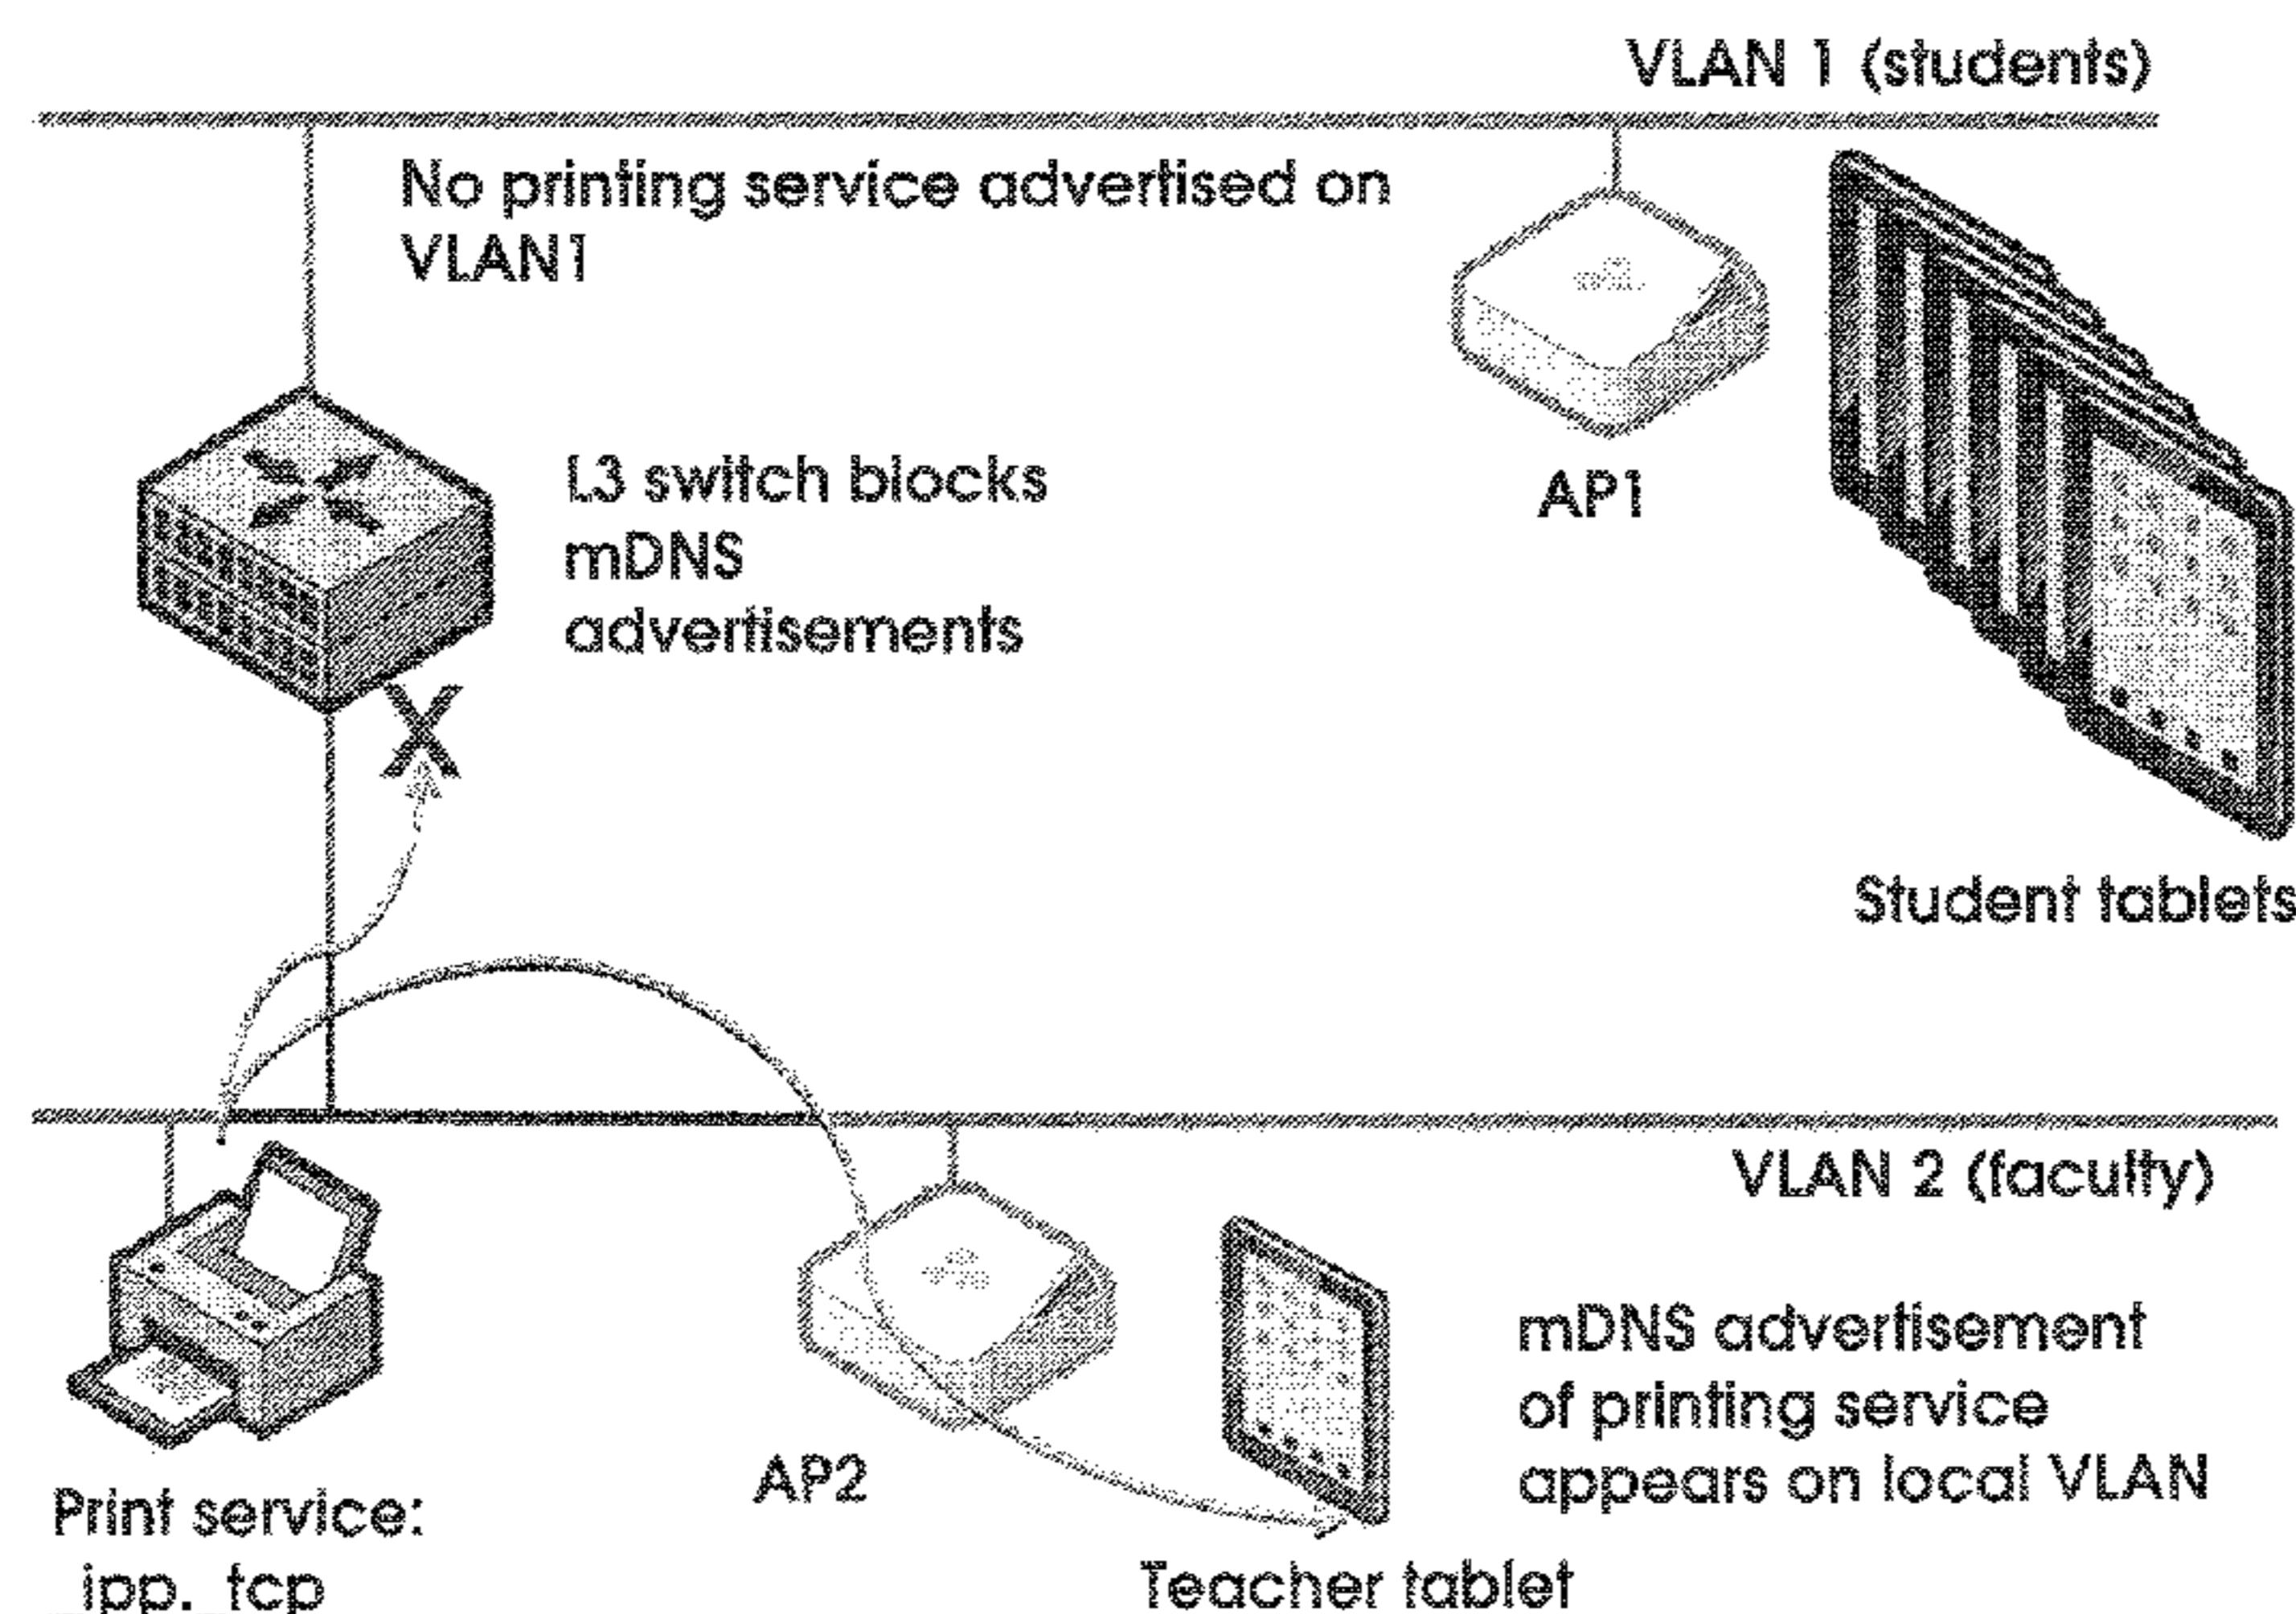 VLAN 1 (students)
No printing service advertised on
VLAN1
L3 switch blocks
mDNS
advertisements
AP1
Student tablets
VLAN 2 (faculty)
mDNS advertisement
of printing service
appears on local VLAN
AP2
Print service:
_ipp._tcp
Teacher tablet
X